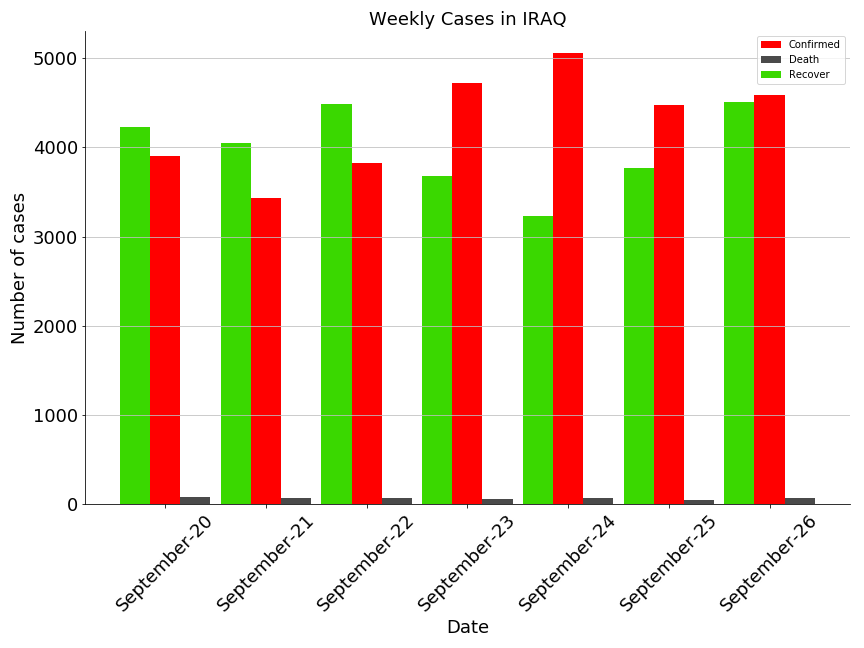 Weekly Cases in IRAQ
Confirmed
Death
Recover
Number of cases
5000
4000
3000
2000
1000
0
September-20
September-21
September-22
September-23
September-24
September-25
September-26
Date